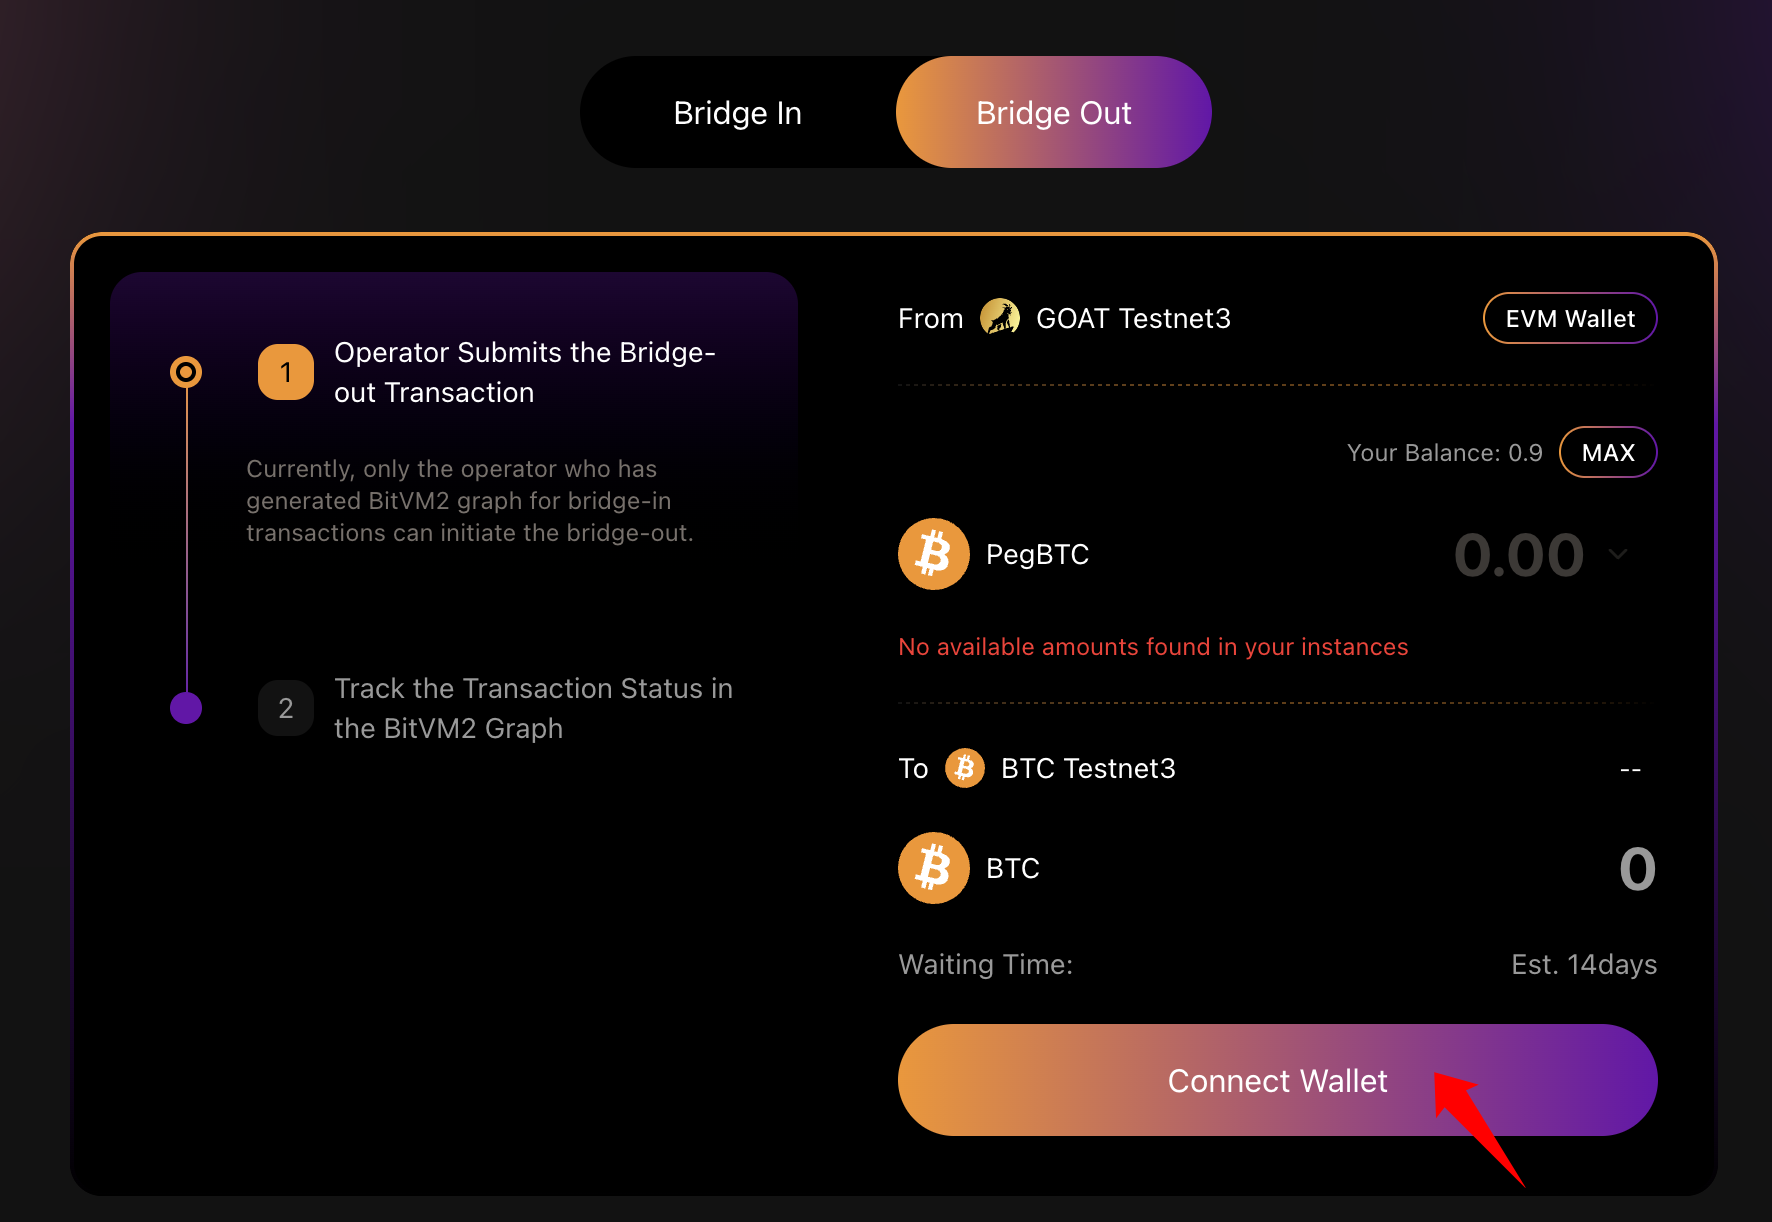 Bridge In
Bridge Out
1
Operator Submits the Bridge-
out Transaction
Currently, only the operator who has
generated BitVM2 graph for bridge-in
transactions can initiate the bridge-out.
2
Track the Transaction Status in
the BitVM2 Graph
From GOAT Testnet3
EVM Wallet
Your Balance: 0.9
MAX
PegBTC
0.00
No available amounts found in your instances
To BTC Testnet3
--
BTC
0
Waiting Time:
Est. 14days
Connect Wallet